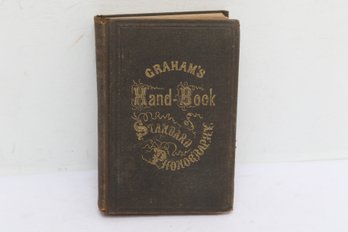 GRAHAM'S
Hand-Book
OF
STANDARD
PHONOGRAPHY.